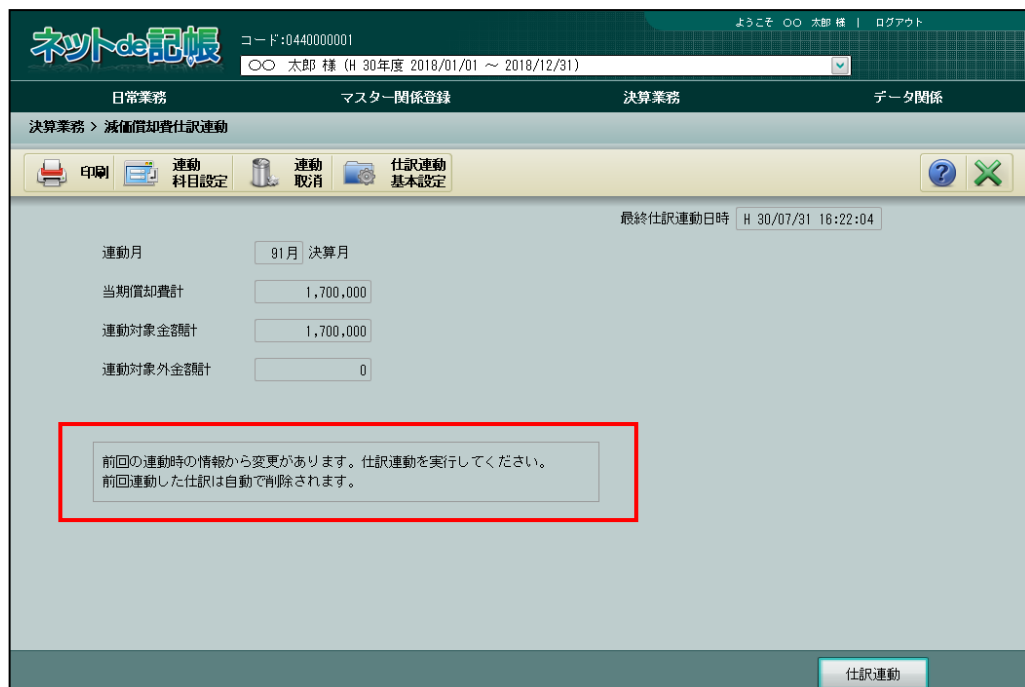 ようこそ ○○ 太郎 様 | ログアウト
ネットde記帳
コード:0440000001
○○ 太郎 様 (H 30年度 2018/01/01 ～ 2018/12/31)
日常業務 マスター関係登録 決算業務 データ関係
決算業務 > 減価償却費仕訳連動
印刷 連動科目設定 連動取消 仕訳連動基本設定
最終仕訳連動日時 H 30/07/31 16:22:04
連動月 91月 決算月
当期償却費計 1,700,000
連動対象金額計 1,700,000
連動対象外金額計 0
前回の連動時の情報から変更があります。仕訳連動を実行してください。
前回連動した仕訳は自動で削除されます。
仕訳連動